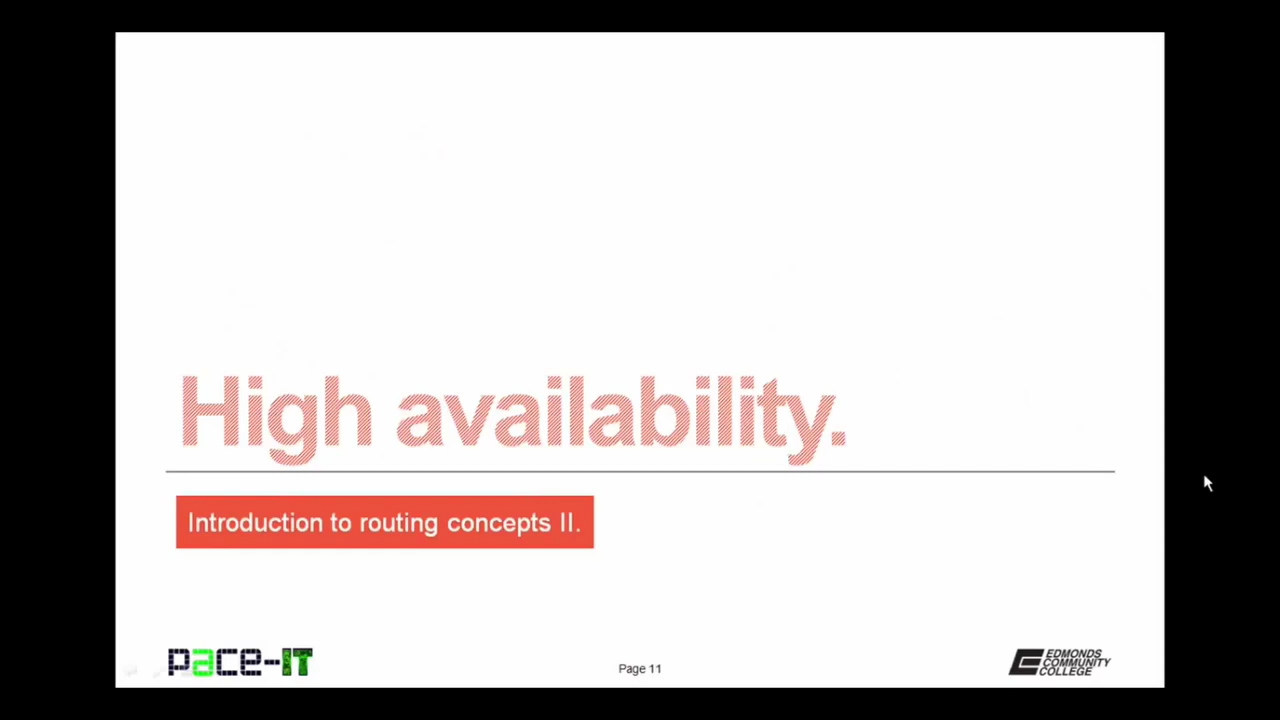 High availability.
Introduction to routing concepts II.
pace-IT
Page 11
EDMONDS
COMMUNITY
COLLEGE